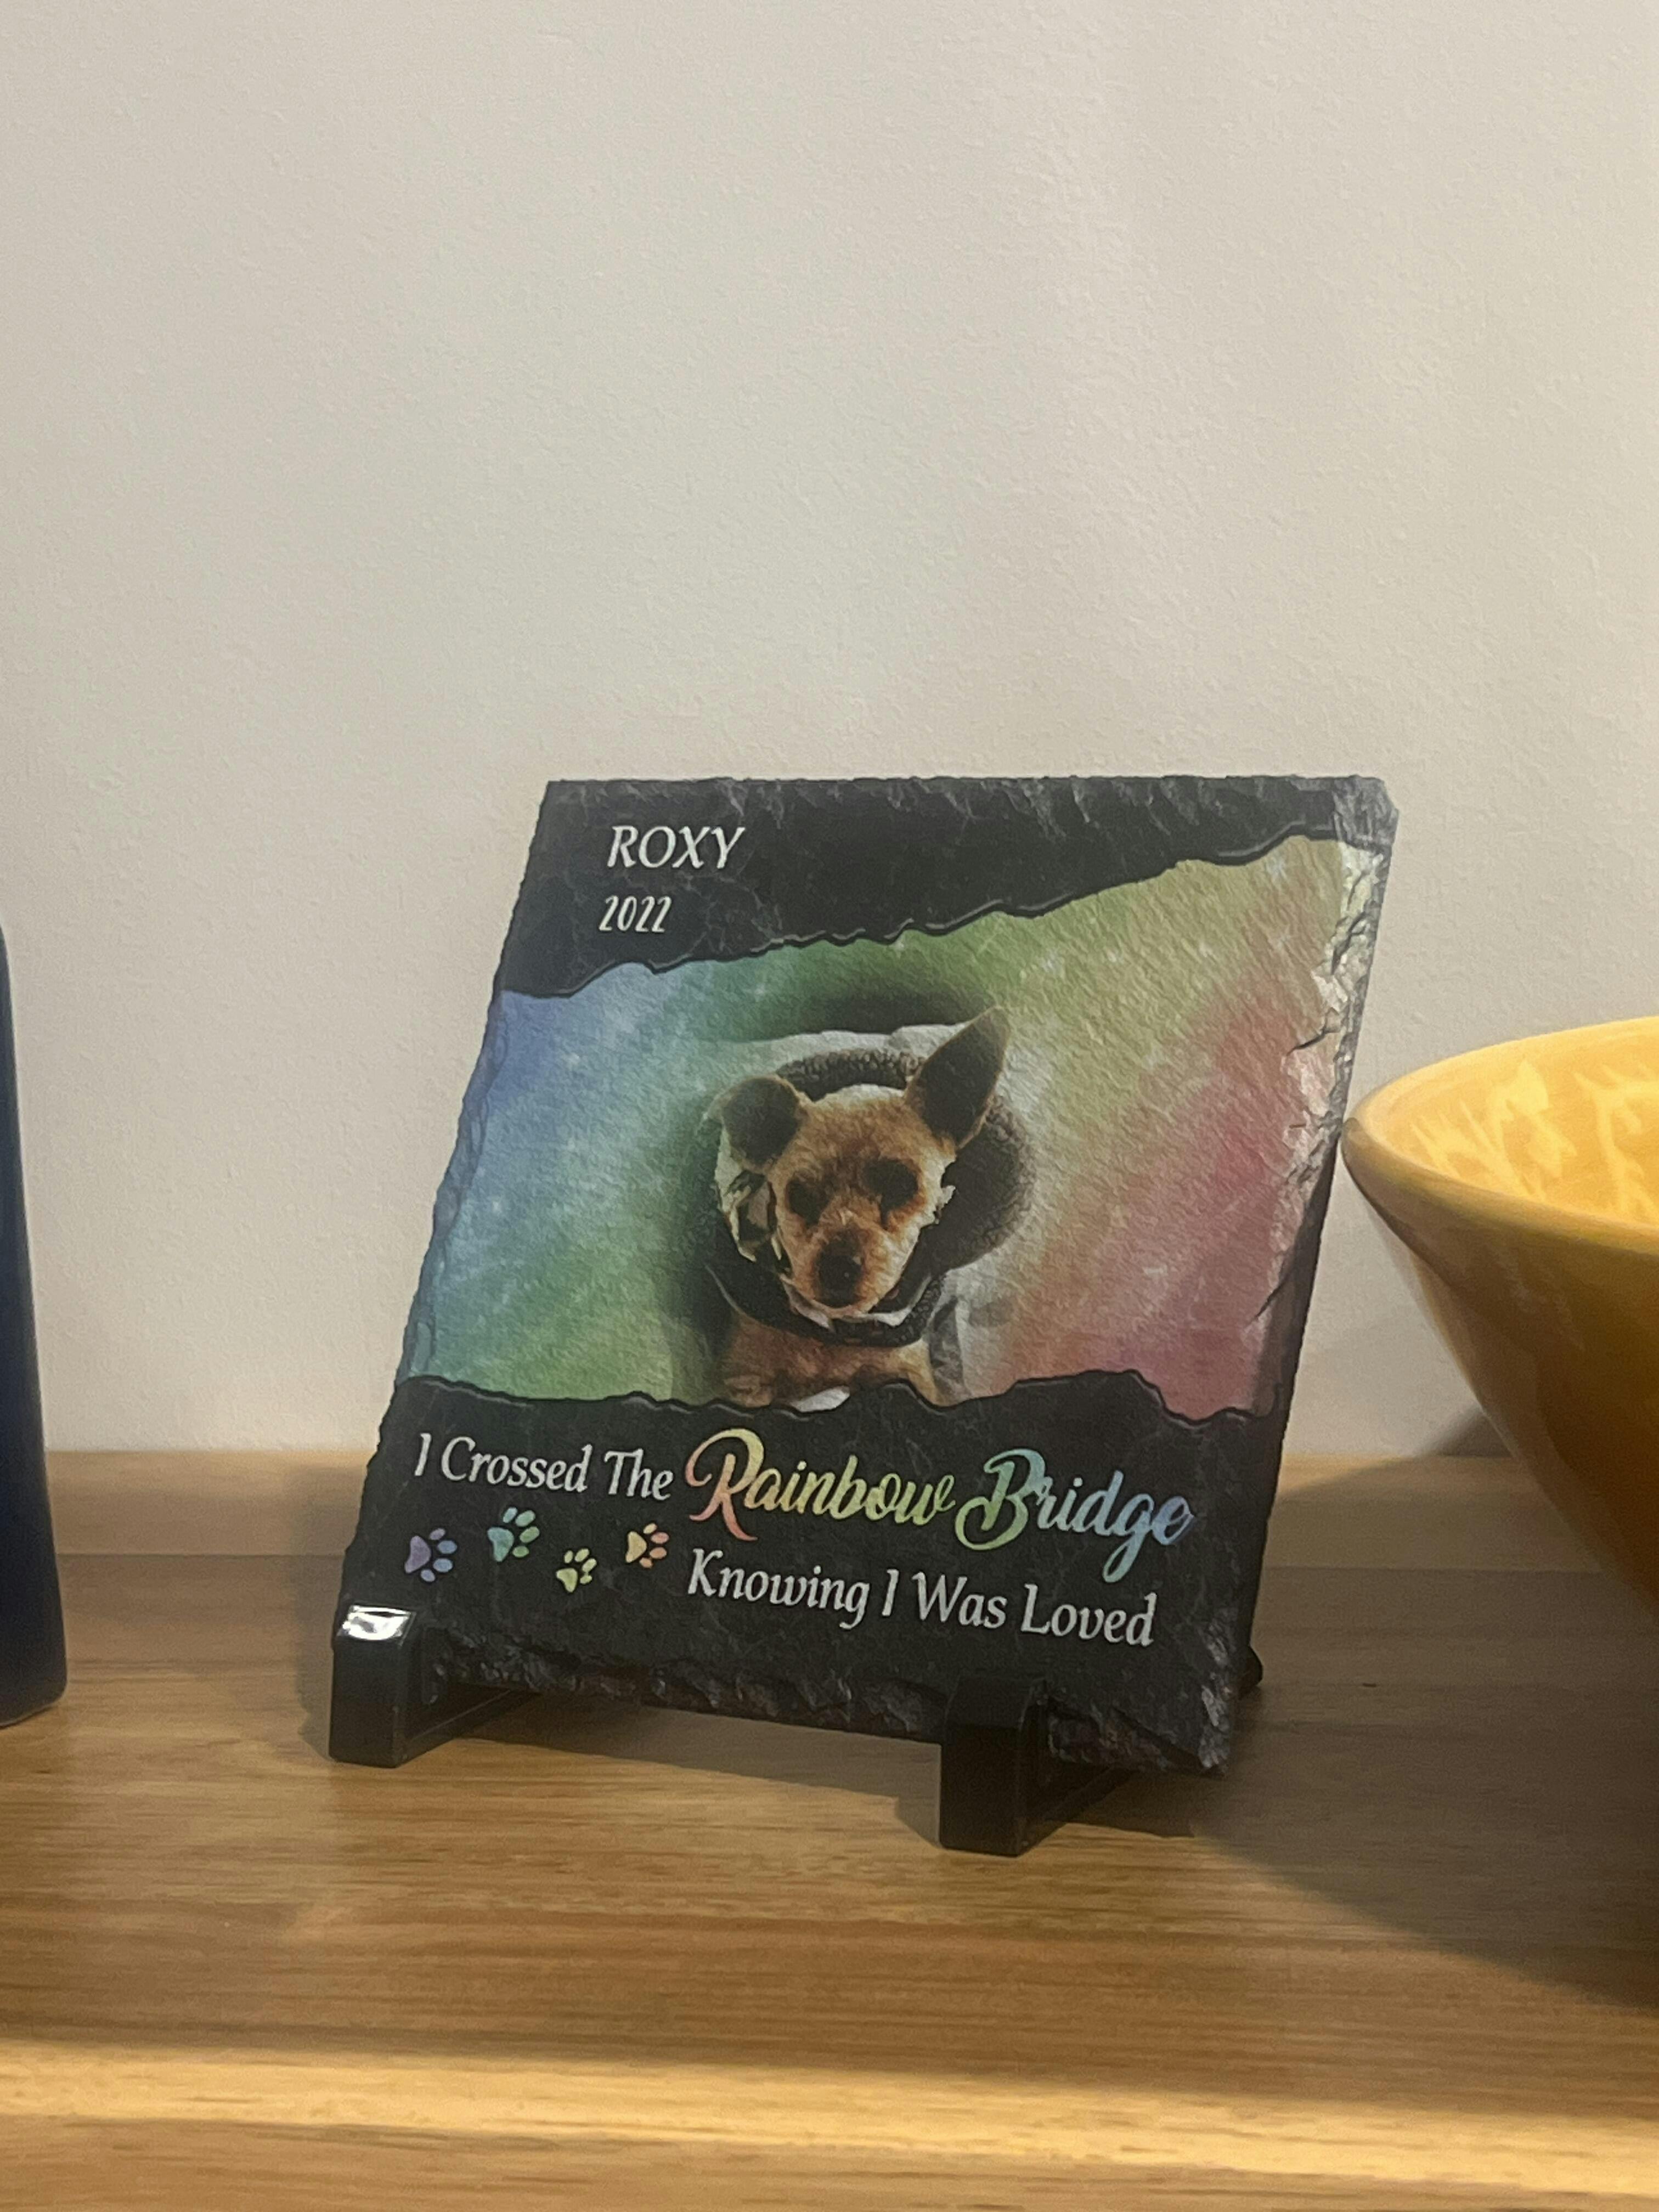 ROXY
2022
I Crossed The Rainbow Bridge
Knowing I Was Loved